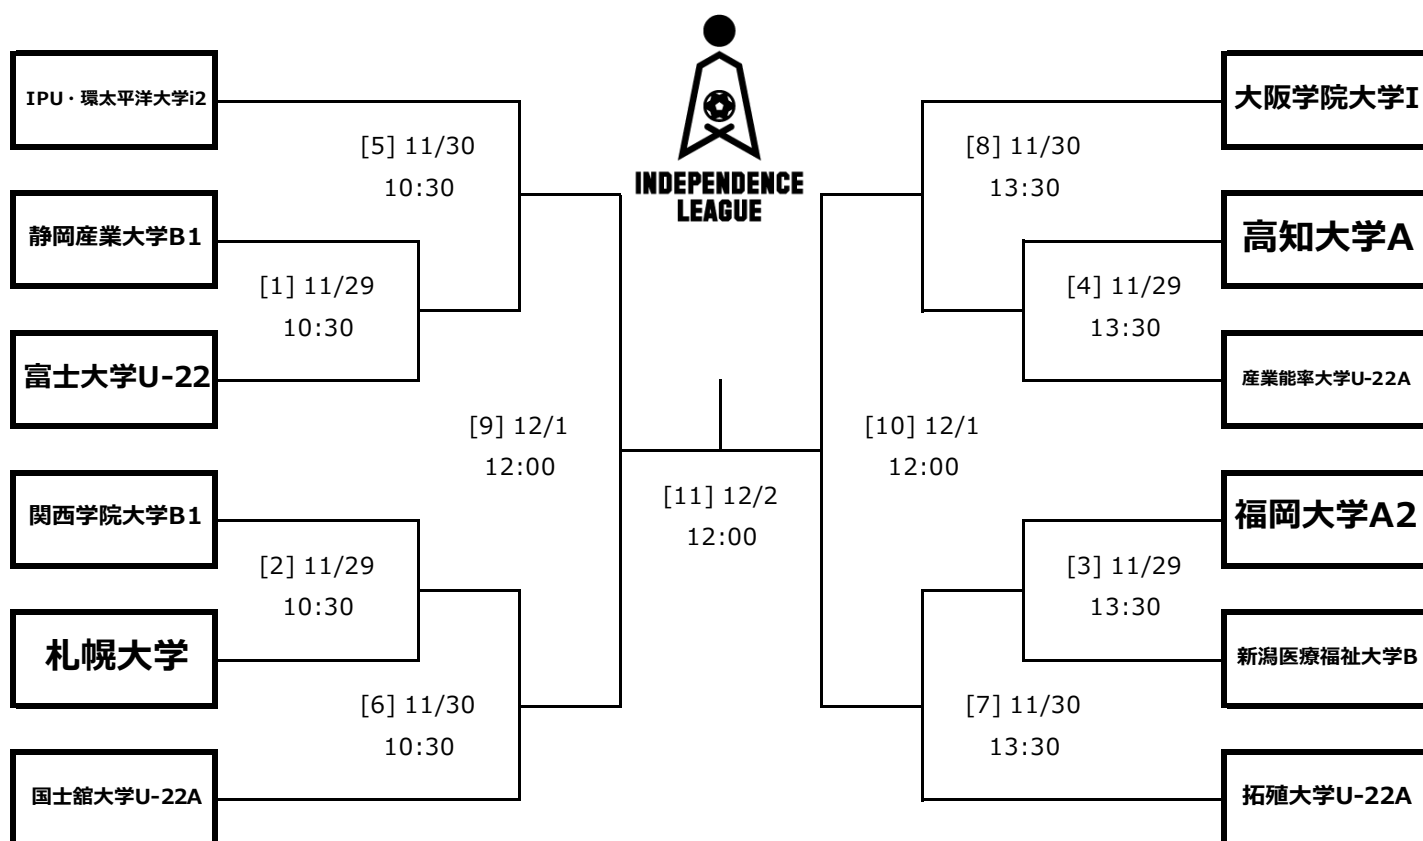 IPU・環太平洋大学i2
大阪学院大学I
[5] 11/30
10:30
[8] 11/30
13:30
INDEPENDENCE
LEAGUE
静岡産業大学B1
高知大学A
[1] 11/29
10:30
[4] 11/29
13:30
富士大学U-22
産業能率大学U-22A
[9] 12/1
12:00
[10] 12/1
12:00
関西学院大学B1
[11] 12/2
12:00
福岡大学A2
[2] 11/29
10:30
[3] 11/29
13:30
札幌大学
新潟医療福祉大学B
[6] 11/30
10:30
[7] 11/30
13:30
国士舘大学U-22A
拓殖大学U-22A